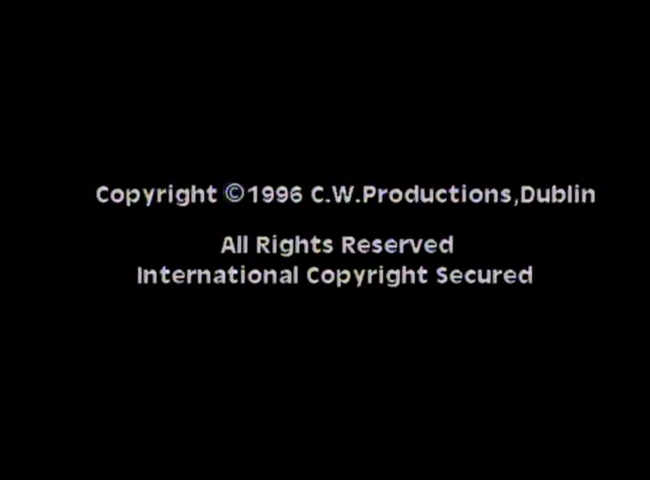 Copyright ©1996 C.W.Productions,Dublin
All Rights Reserved
International Copyright Secured